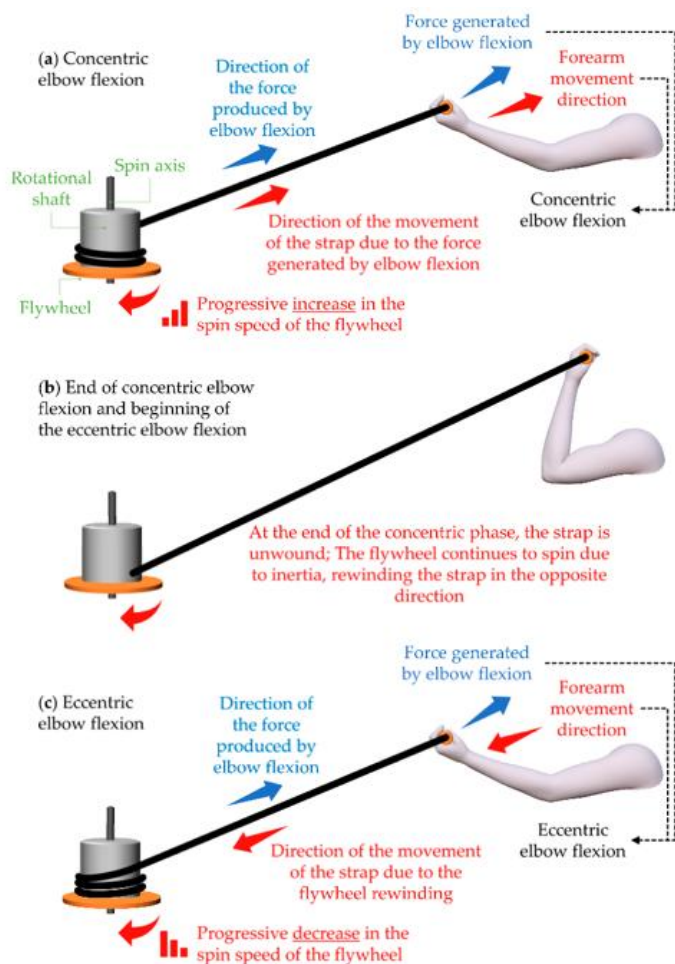 (a) Concentric
elbow flexion
Direction of
the force
produced by
elbow flexion
Force generated
by elbow flexion
Forearm
movement
direction
Spin axis
Rotational
shaft
Flywheel
Direction of the movement
of the strap due to the force
generated by elbow flexion
Concentric
elbow flexion
Progressive increase in the
spin speed of the flywheel
(b) End of concentric elbow
flexion and beginning of
the eccentric elbow flexion
At the end of the concentric phase, the strap is
unwound; The flywheel continues to spin due
to inertia, rewinding the strap in the opposite
direction
(c) Eccentric
elbow flexion
Direction of
the force
produced by
elbow flexion
Force generated
by elbow flexion
Forearm
movement
direction
Direction of the movement
of the strap due to the
flywheel rewinding
Eccentric
elbow flexion
Progressive decrease in the
spin speed of the flywheel